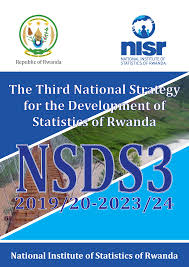 Republic of Rwanda
nisr
NATIONAL INSTITUTE OF
STATISTICS OF RWANDA
The Third National Strategy
for the Development of
Statistics of Rwanda
NSDS3
2019/20-2023/24
National Institute of Statistics of Rwanda